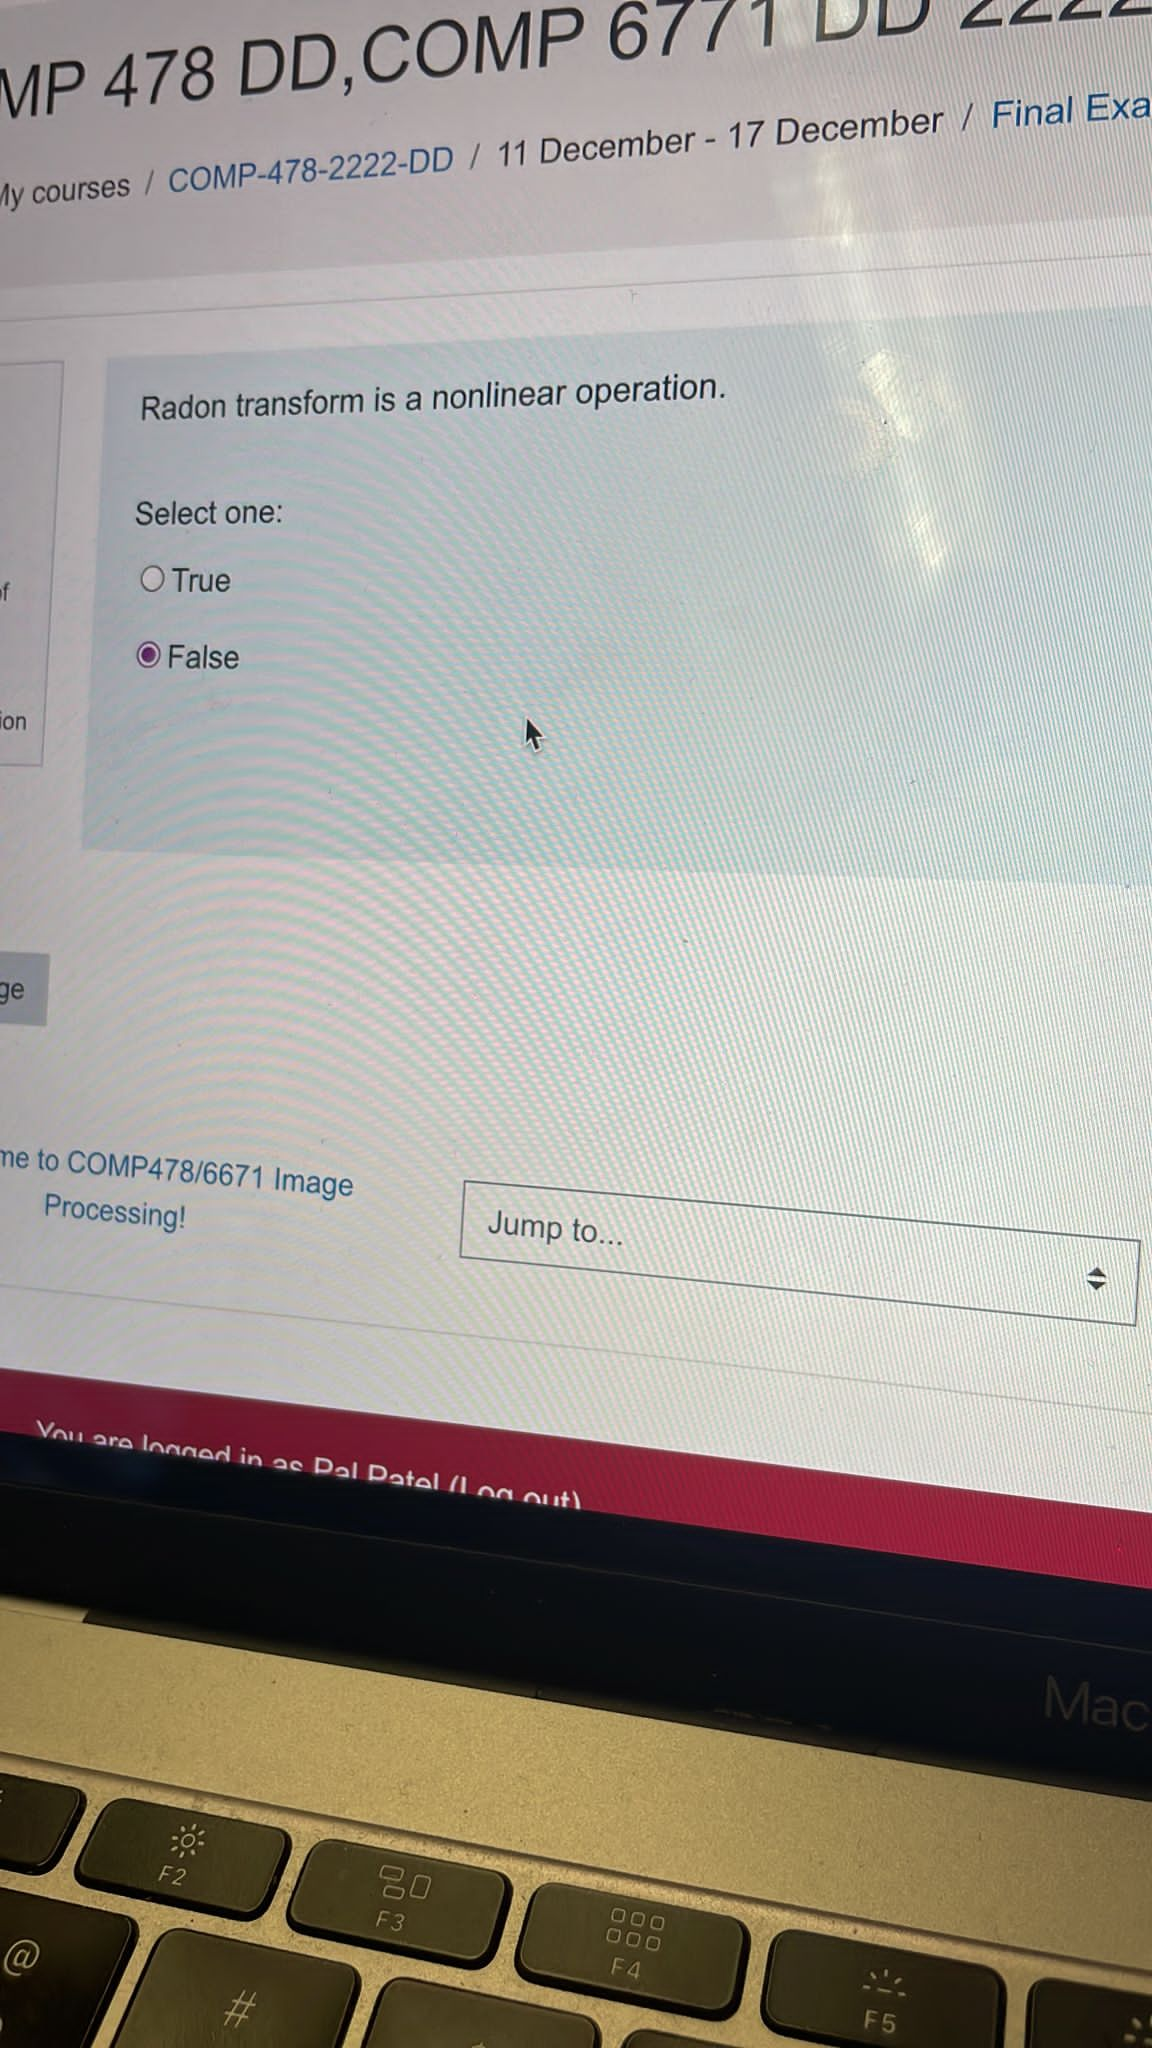 MP 478 DD,COMP 6771 DD 2222
My courses / COMP-478-2222-DD / 11 December - 17 December / Final Exa
Radon transform is a nonlinear operation.
Select one:
True
of
False
ion
ge
me to COMP478/6671 Image
Processing!
Jump to...
You are logged in as Pal Patel (Log out)
Mac
F2
F3
F4
F5
@
#